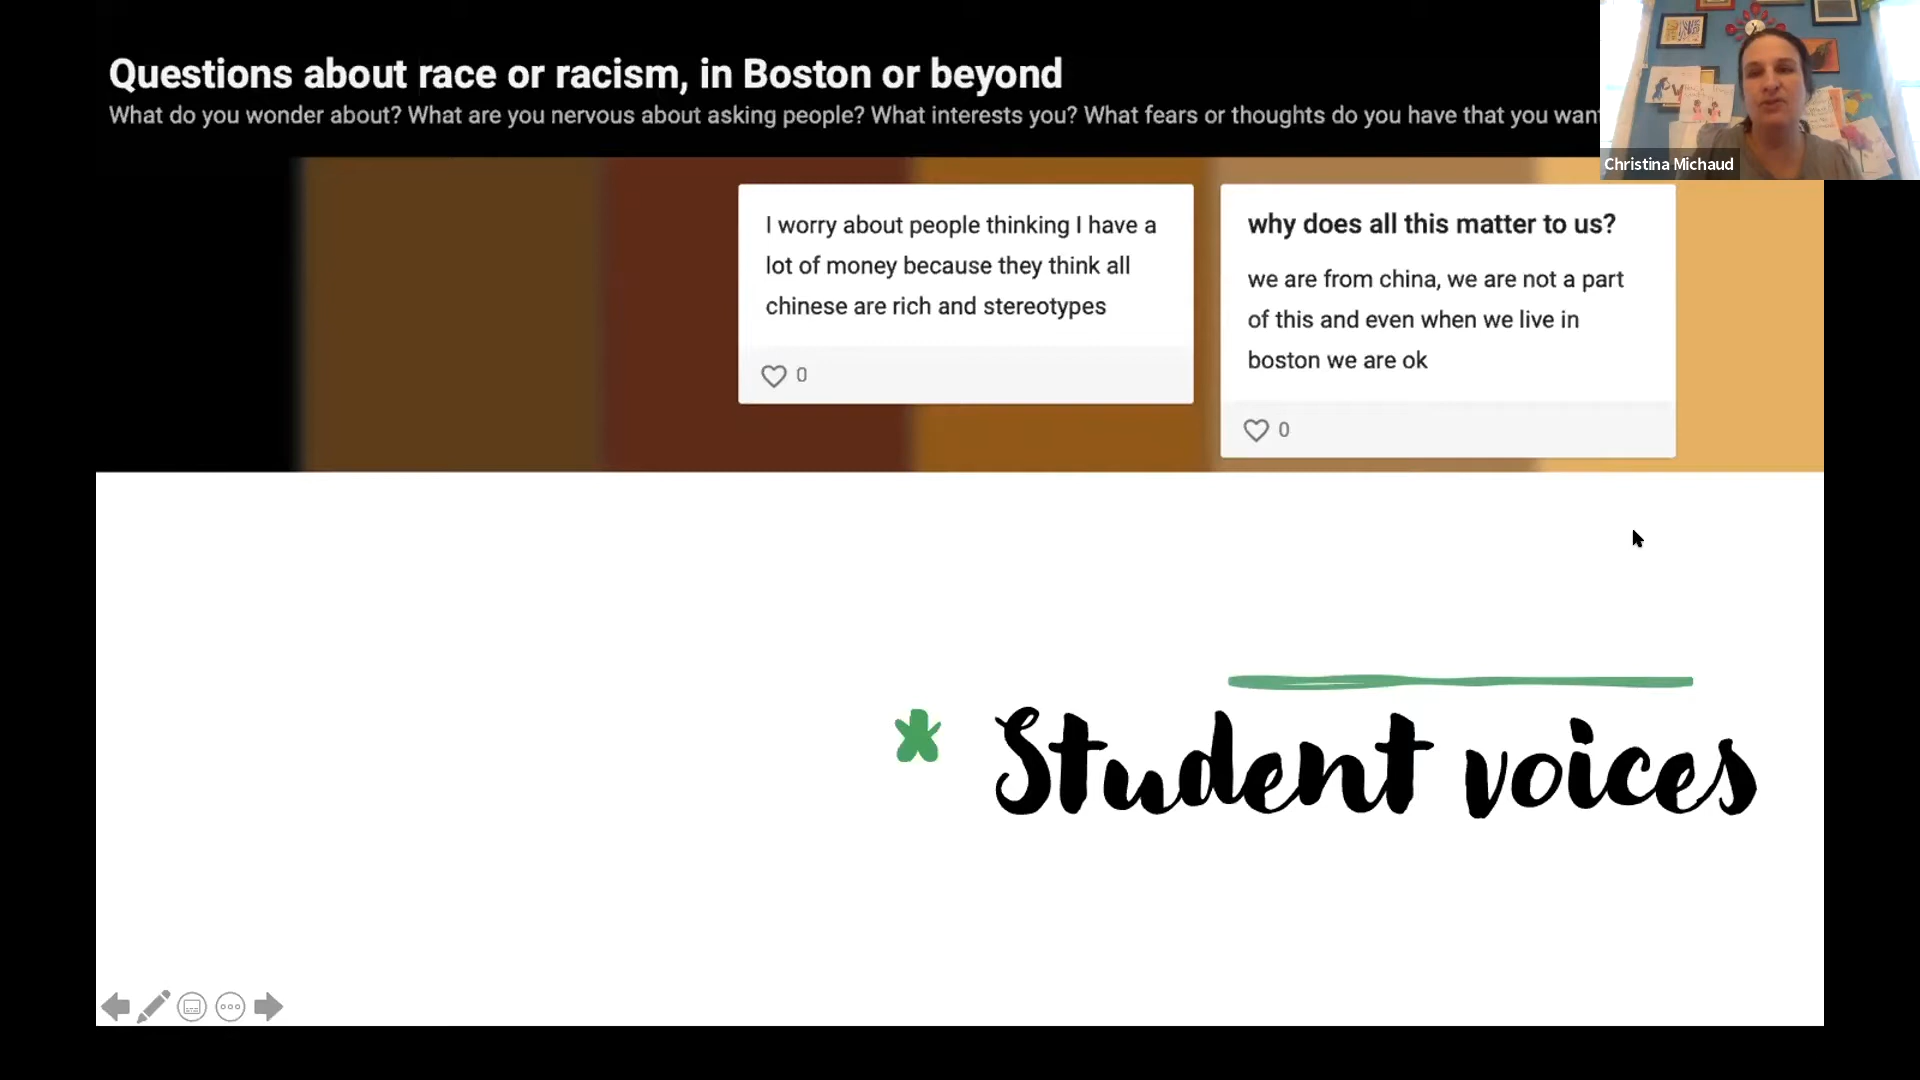 Questions about race or racism, in Boston or beyond
What do you wonder about? What are you nervous about asking people? What interests you? What fears or thoughts do you have that you
Christina Michaud
I worry about people thinking I have a
lot of money because they think all
chinese are rich and stereotypes
0
why does all this matter to us?
we are from china, we are not a part
of this and even when we live in
boston we are ok
0
* Student voices